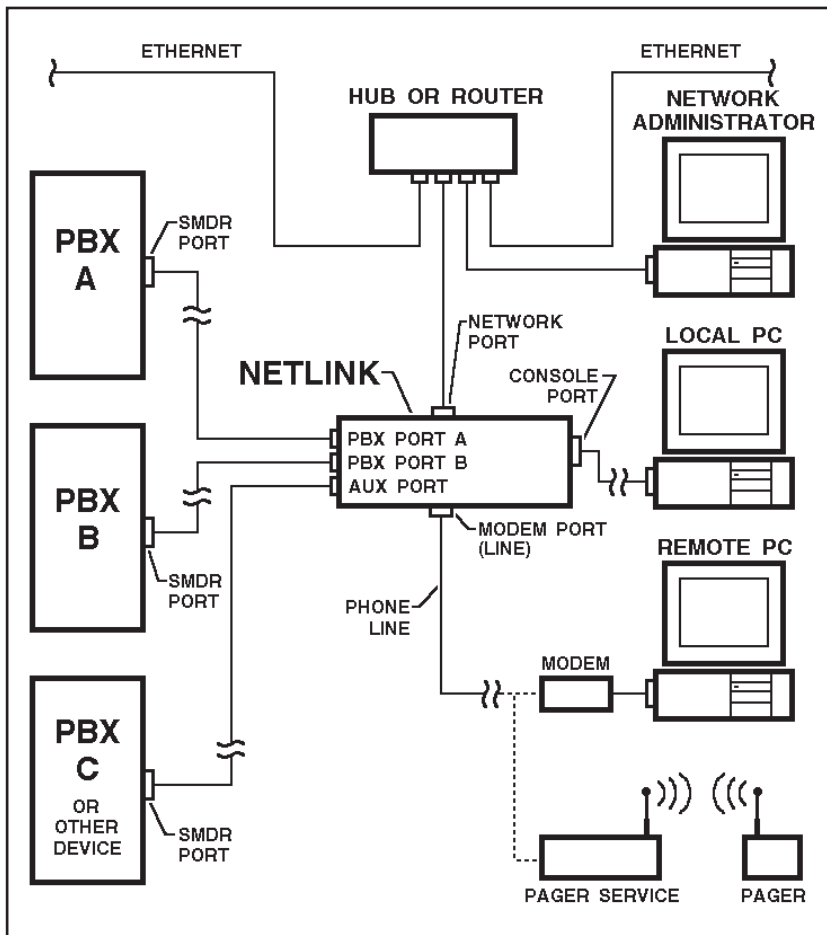 ETHERNET
ETHERNET
HUB OR ROUTER
NETWORK
ADMINISTRATOR
PBX
A
SMDR
PORT
NETWORK
PORT
LOCAL PC
NETLINK
CONSOLE
PORT
PBX PORT A
PBX PORT B
AUX PORT
PBX
B
SMDR
PORT
MODEM PORT
(LINE)
REMOTE PC
PHONE
LINE
MODEM
PBX
C
OR
OTHER
DEVICE
SMDR
PORT
PAGER SERVICE
PAGER